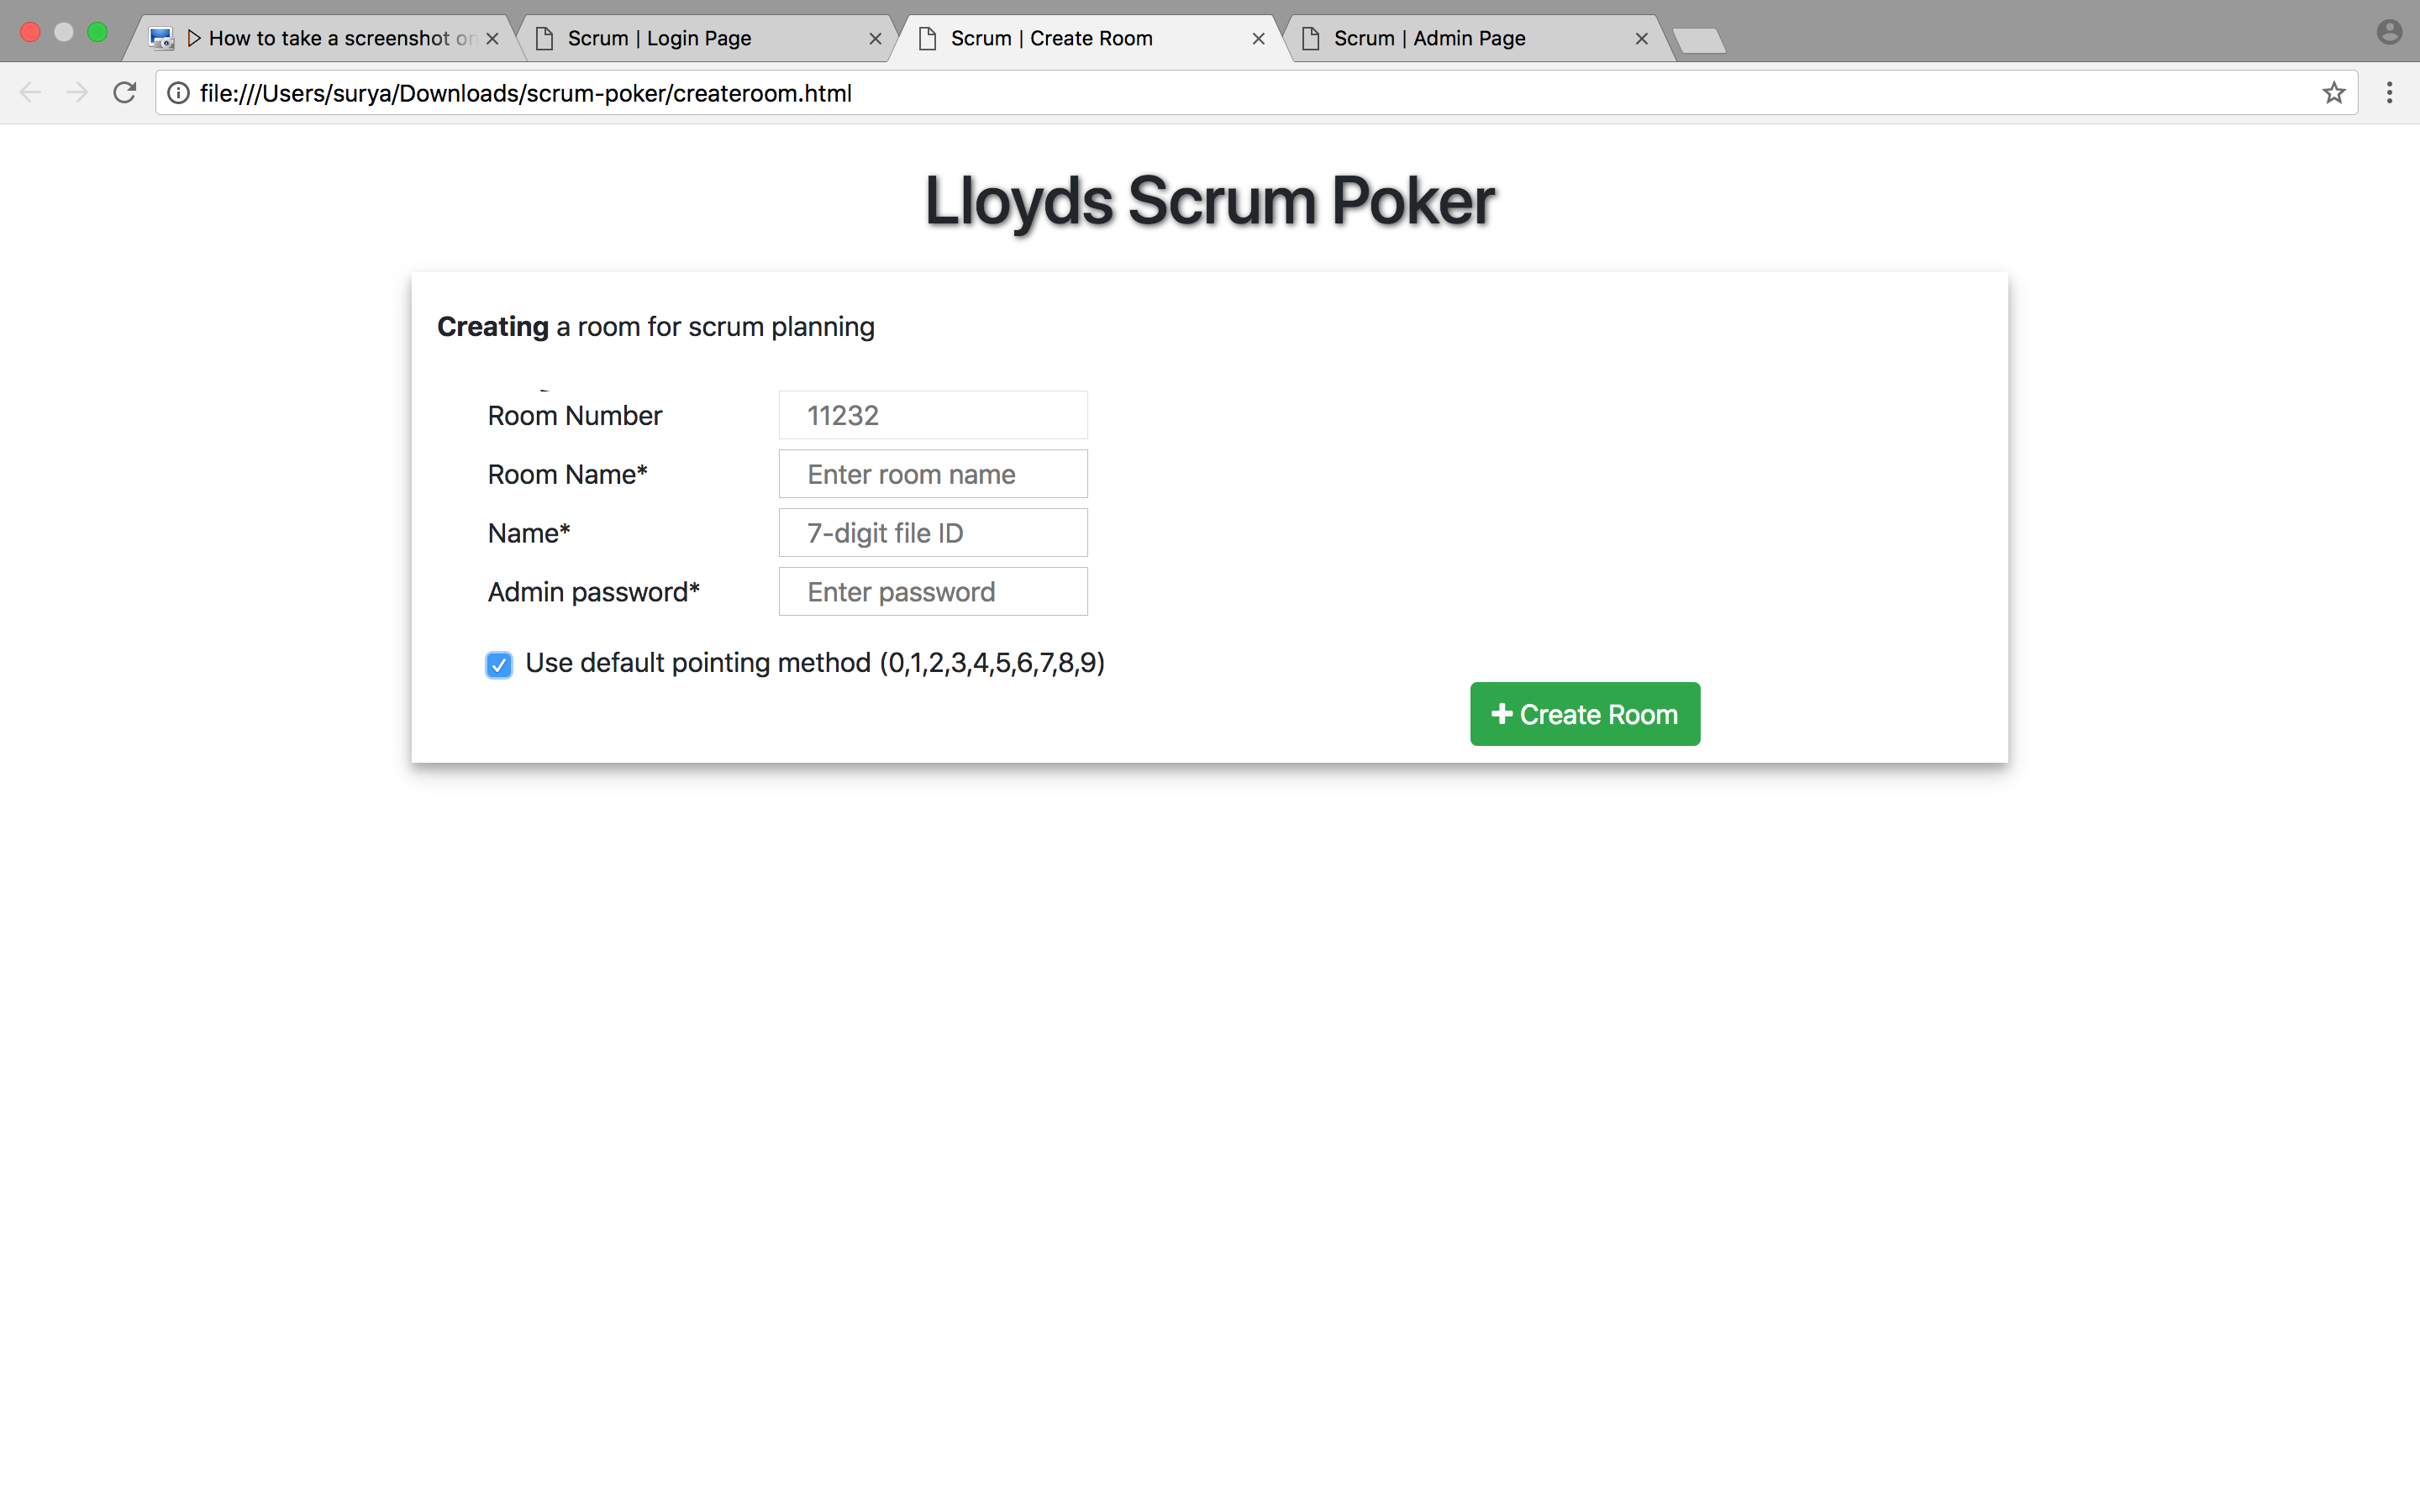 ▷ How to take a screenshot on
Scrum | Login Page
Scrum | Create Room
Scrum | Admin Page
file:///Users/surya/Downloads/scrum-poker/createroom.html
Lloyds Scrum Poker
Creating a room for scrum planning
Room Number 11232
Room Name* Enter room name
Name* 7-digit file ID
Admin password* Enter password
Use default pointing method (0,1,2,3,4,5,6,7,8,9)
Create Room